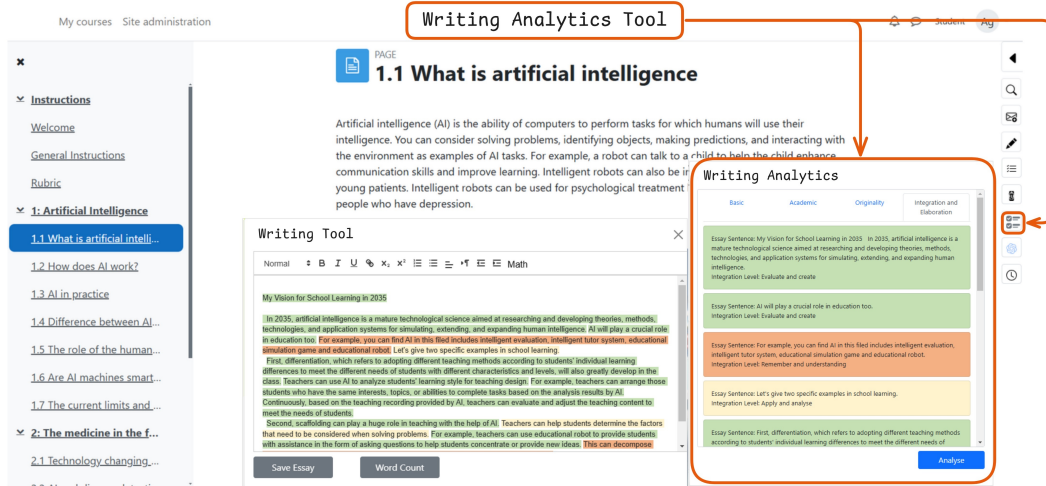 My courses Site administration
Writing Analytics Tool
Student
Ag
Instructions
Welcome
General Instructions
Rubric
1: Artificial Intelligence
1.1 What is artificial intelli...
1.2 How does AI work?
1.3 AI in practice
1.4 Difference between AI...
1.5 The role of the human...
1.6 Are AI machines smart...
1.7 The current limits and ...
2: The medicine in the f...
2.1 Technology changing ...
PAGE
1.1 What is artificial intelligence
Artificial intelligence (AI) is the ability of computers to perform tasks for which humans will use their
intelligence. You can consider solving problems, identifying objects, making predictions, and interacting with
the environment as examples of AI tasks. For example, a robot can talk to a child to help the child enhance
communication skills and improve learning. Intelligent robots can also be
young patients. Intelligent robots can be used for psychological treatment
people who have depression.
Writing Tool
Normal B I U x₂ x² Math
My Vision for School Learning in 2035
In 2035, artificial intelligence is a mature technological science aimed at researching and developing theories, methods,
technologies, and application systems for simulating, extending, and expanding human intelligence. AI will play a crucial role
in education too. For example, you can find AI in this filed includes intelligent evaluation, intelligent tutor system, educational
simulation game and educational robot. Let's give two specific examples in school learning.
First, differentiation, which refers to adopting different teaching methods according to students' individual learning
differences to meet the different needs of students with different characteristics and levels, will also greatly develop in the
class. Teachers can use AI to analyze students' learning style for teaching design. For example, teachers can arrange those
students who have the same interests, topics, or abilities to complete tasks based on the analysis results by AI.
Continuously, based on the teaching recording provided by AI, teachers can evaluate and adjust the teaching content to
meet the needs of students.
Second, scaffolding can play a huge role in teaching with the help of AI. Teachers can help students determine the factors
that need to be considered when solving problems. For example, teachers can use educational robot to provide students
with assistance in the form of asking questions to help students concentrate or provide new ideas. This can decompose
Save Essay
Word Count
Writing Analytics
Basic
Academic
Originality
Integration and
Elaboration
Essay Sentence: My Vision for School Learning in 2035 In 2035, artificial intelligence is a
mature technological science aimed at researching and developing theories, methods,
technologies, and application systems for simulating, extending, and expanding human
intelligence.
Integration Level: Evaluate and create
Essay Sentence: AI will play a crucial role in education too.
Integration Level: Evaluate and create
Essay Sentence: For example, you can find AI in this filed includes intelligent evaluation,
intelligent tutor system, educational simulation game and educational robot.
Integration Level: Remember and understanding
Essay Sentence: Let's give two specific examples in school learning.
Integration Level: Apply and analyse
Essay Sentence: First, differentiation, which refers to adopting different teaching methods
according to students' individual learning differences to meet the different needs of
Analyse